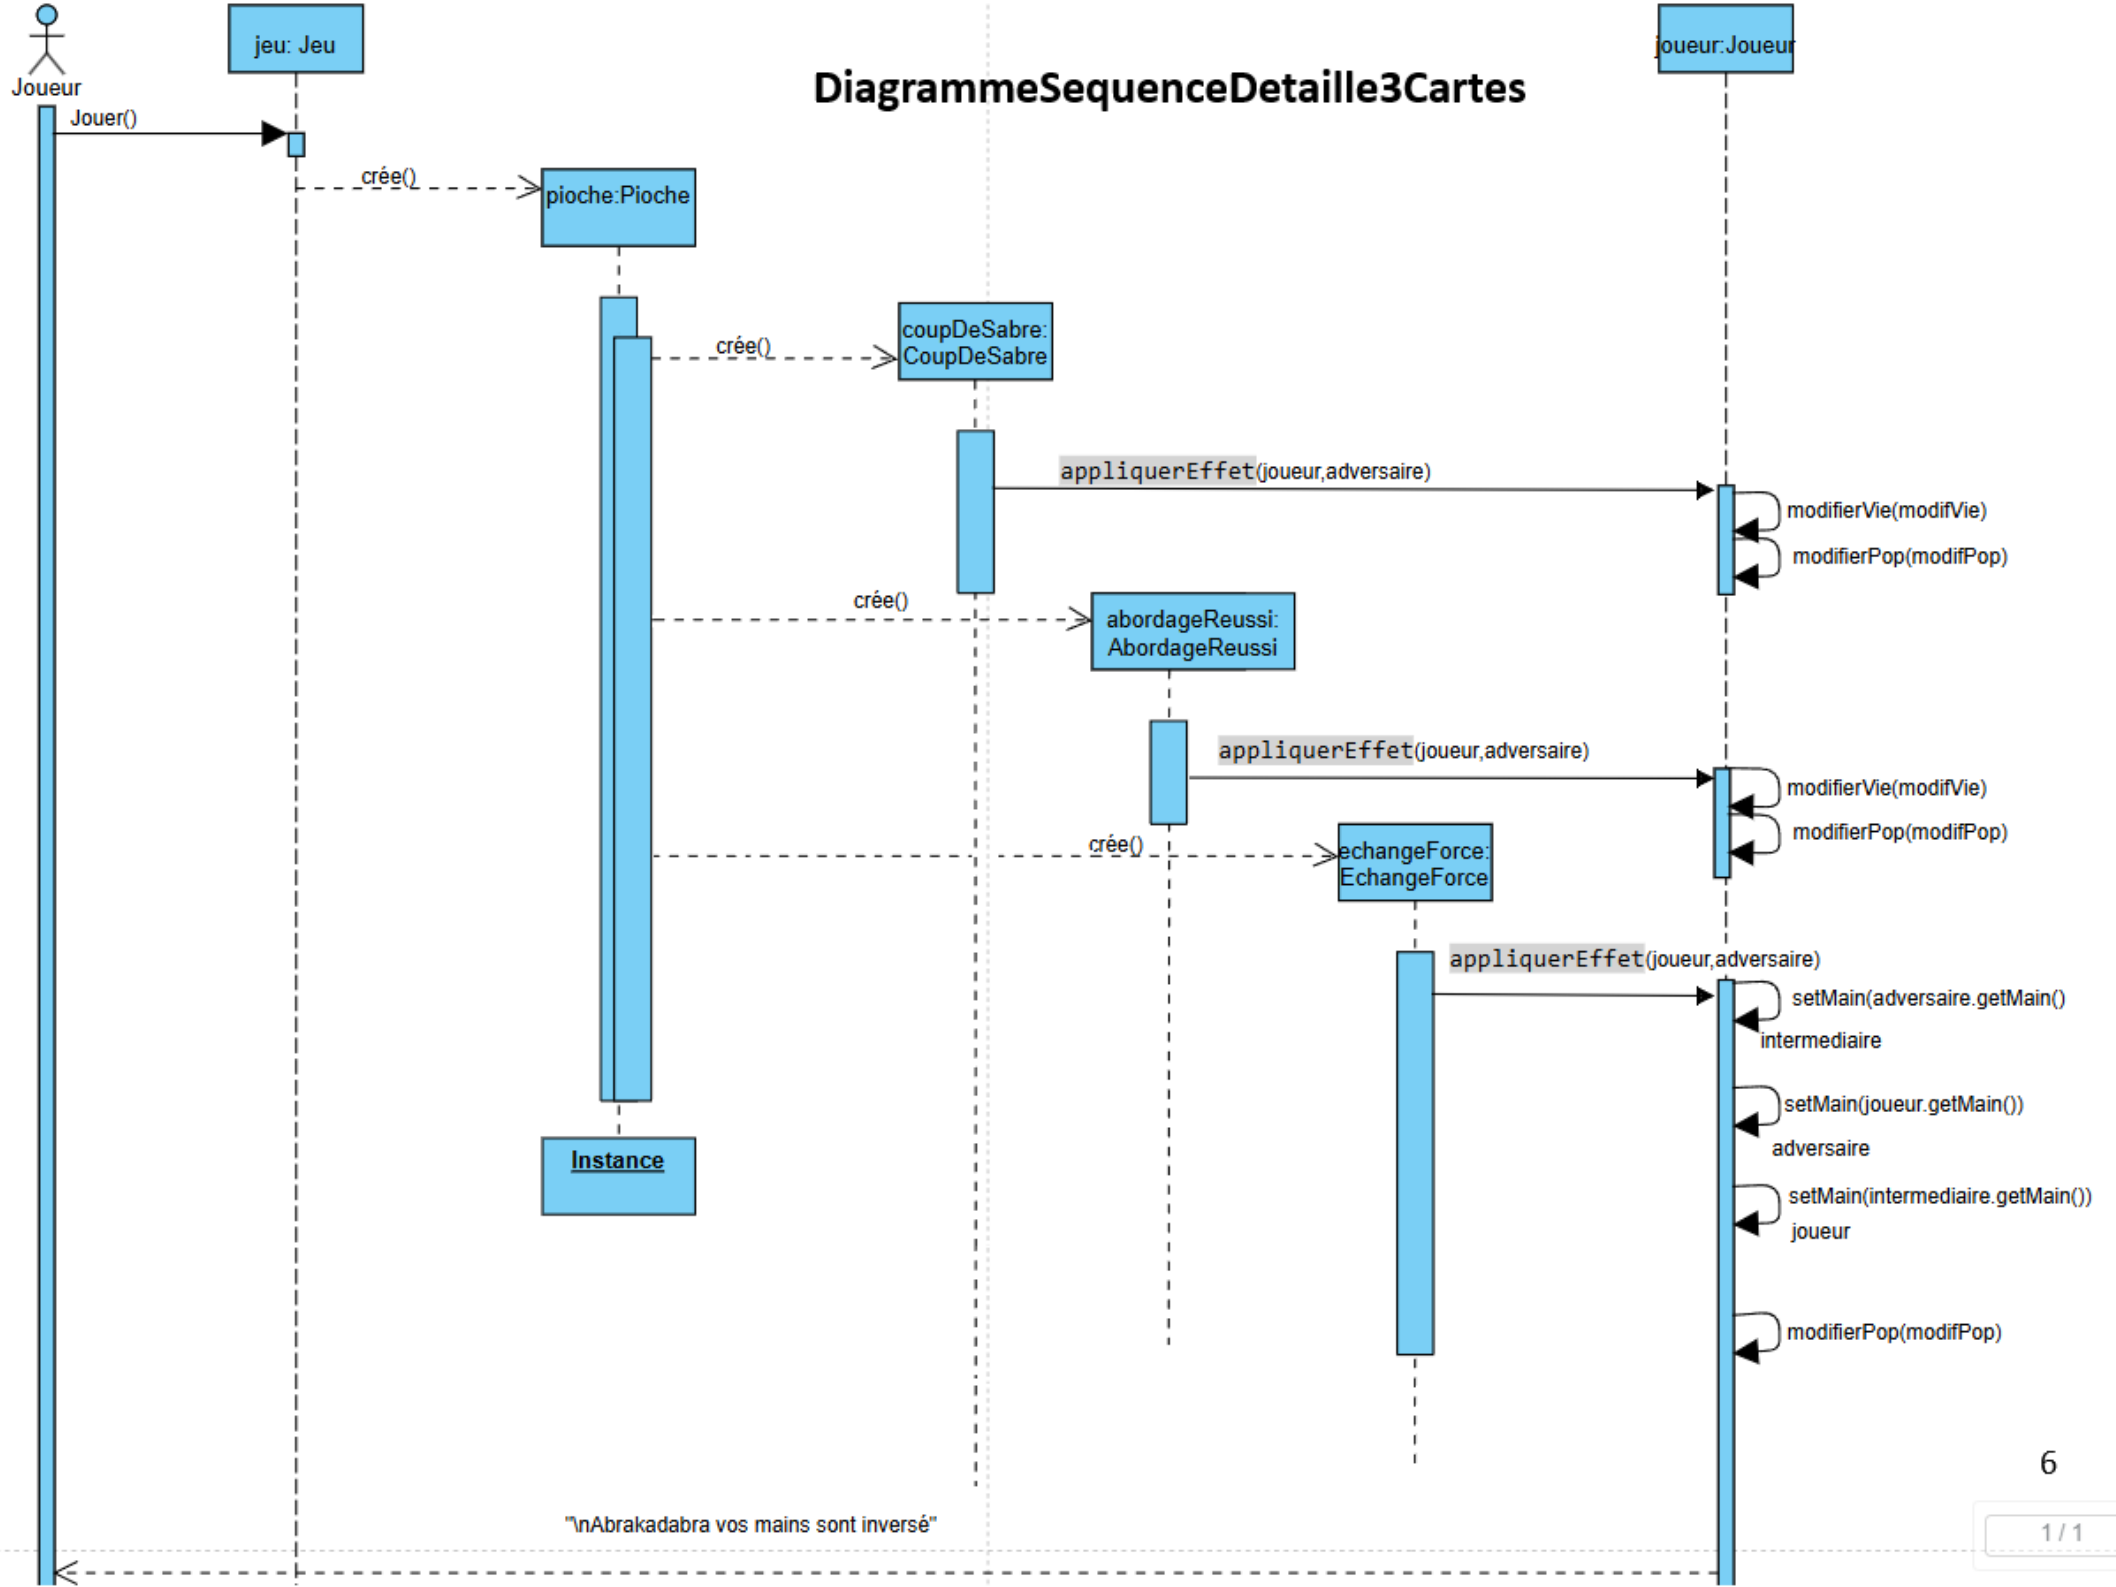 jeu: Jeu
joueur:Joueur
Joueur
DiagrammeSequenceDetaille3Cartes
Jouer()
crée()
pioche:Pioche
coupDeSabre:
CoupDeSabre
crée()
appliquerEffet(joueur,adversaire)
modifierVie(modifVie)
modifierPop(modifPop)
crée()
abordageReussi:
AbordageReussi
appliquerEffet(joueur,adversaire)
modifierVie(modifVie)
modifierPop(modifPop)
crée()
echangeForce:
EchangeForce
appliquerEffet(joueur,adversaire)
setMain(adversaire.getMain()
intermediaire
setMain(joueur.getMain())
adversaire
Instance
setMain(intermediaire.getMain())
joueur
modifierPop(modifPop)
6
"\nAbrakadabra vos mains sont inversé"
1 / 1